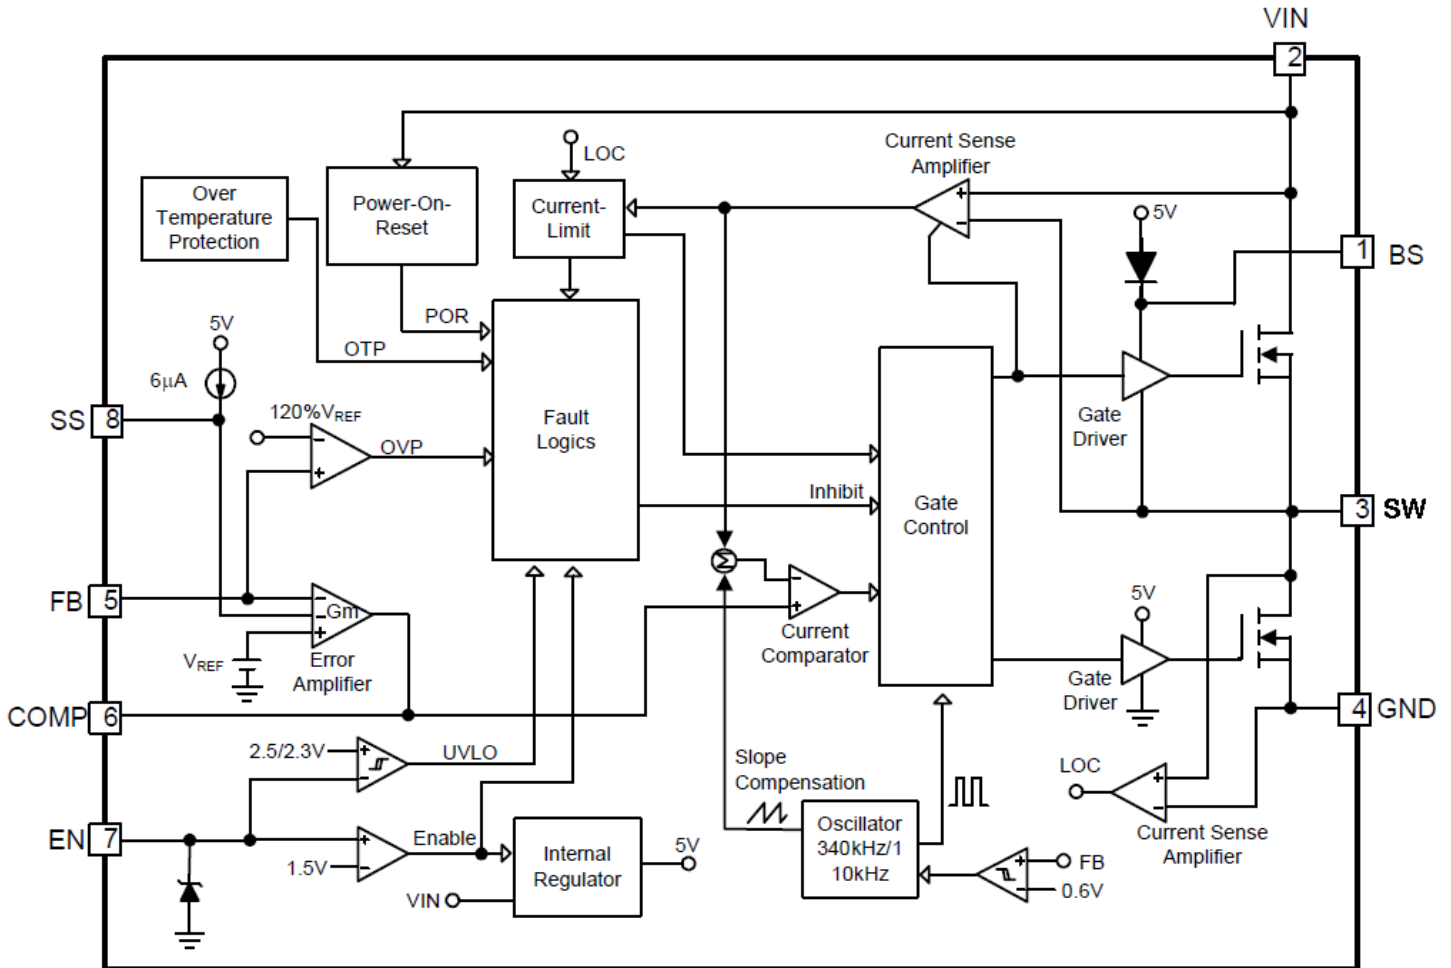 VIN
2
Current Sense
Amplifier
LOC
5V
Over
Temperature
Protection
Power-On-
Reset
Current-
Limit
1
BS
POR
OTP
5V
6µA
SS
8
120%VREF
OVP
Fault
Logics
Gate
Driver
Inhibit
Gate
Control
3
SW
Σ
FB
5
Gm
VREF
Error
Amplifier
Current
Comparator
5V
Gate
Driver
COMP
6
4
GND
2.5/2.3V
UVLO
Slope
Compensation
LOC
EN
7
Enable
1.5V
Internal
Regulator
5V
VIN
Oscillator
340kHz/1
10kHz
FB
0.6V
Current Sense
Amplifier